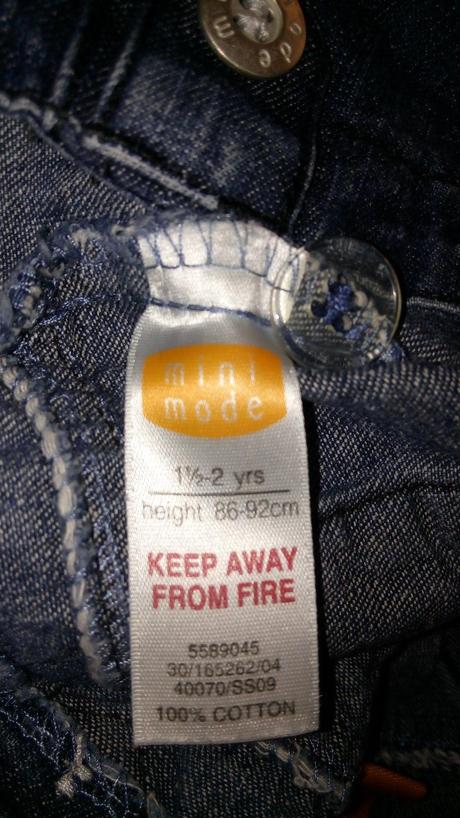 mode m
mini
mode
1½-2 yrs
height 86-92cm
KEEP AWAY
FROM FIRE
5589045
30/165262/04
40070/SS09
100% COTTON